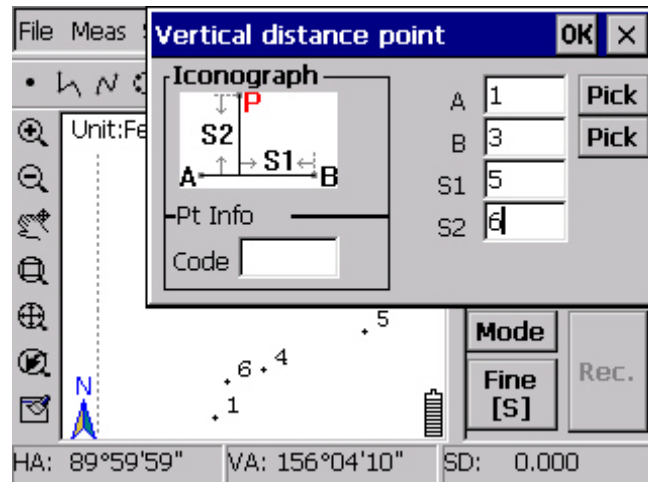 File Meas
Vertical distance point OK ×
Iconograph
P
S2
S1
A B
Pt Info
Code
A 1 Pick
B 3 Pick
S1 5
S2 6
Unit:Fe
5
6 4
1
N
Mode
Fine
[S]
Rec.
HA: 89°59'59" VA: 156°04'10" SD: 0.000